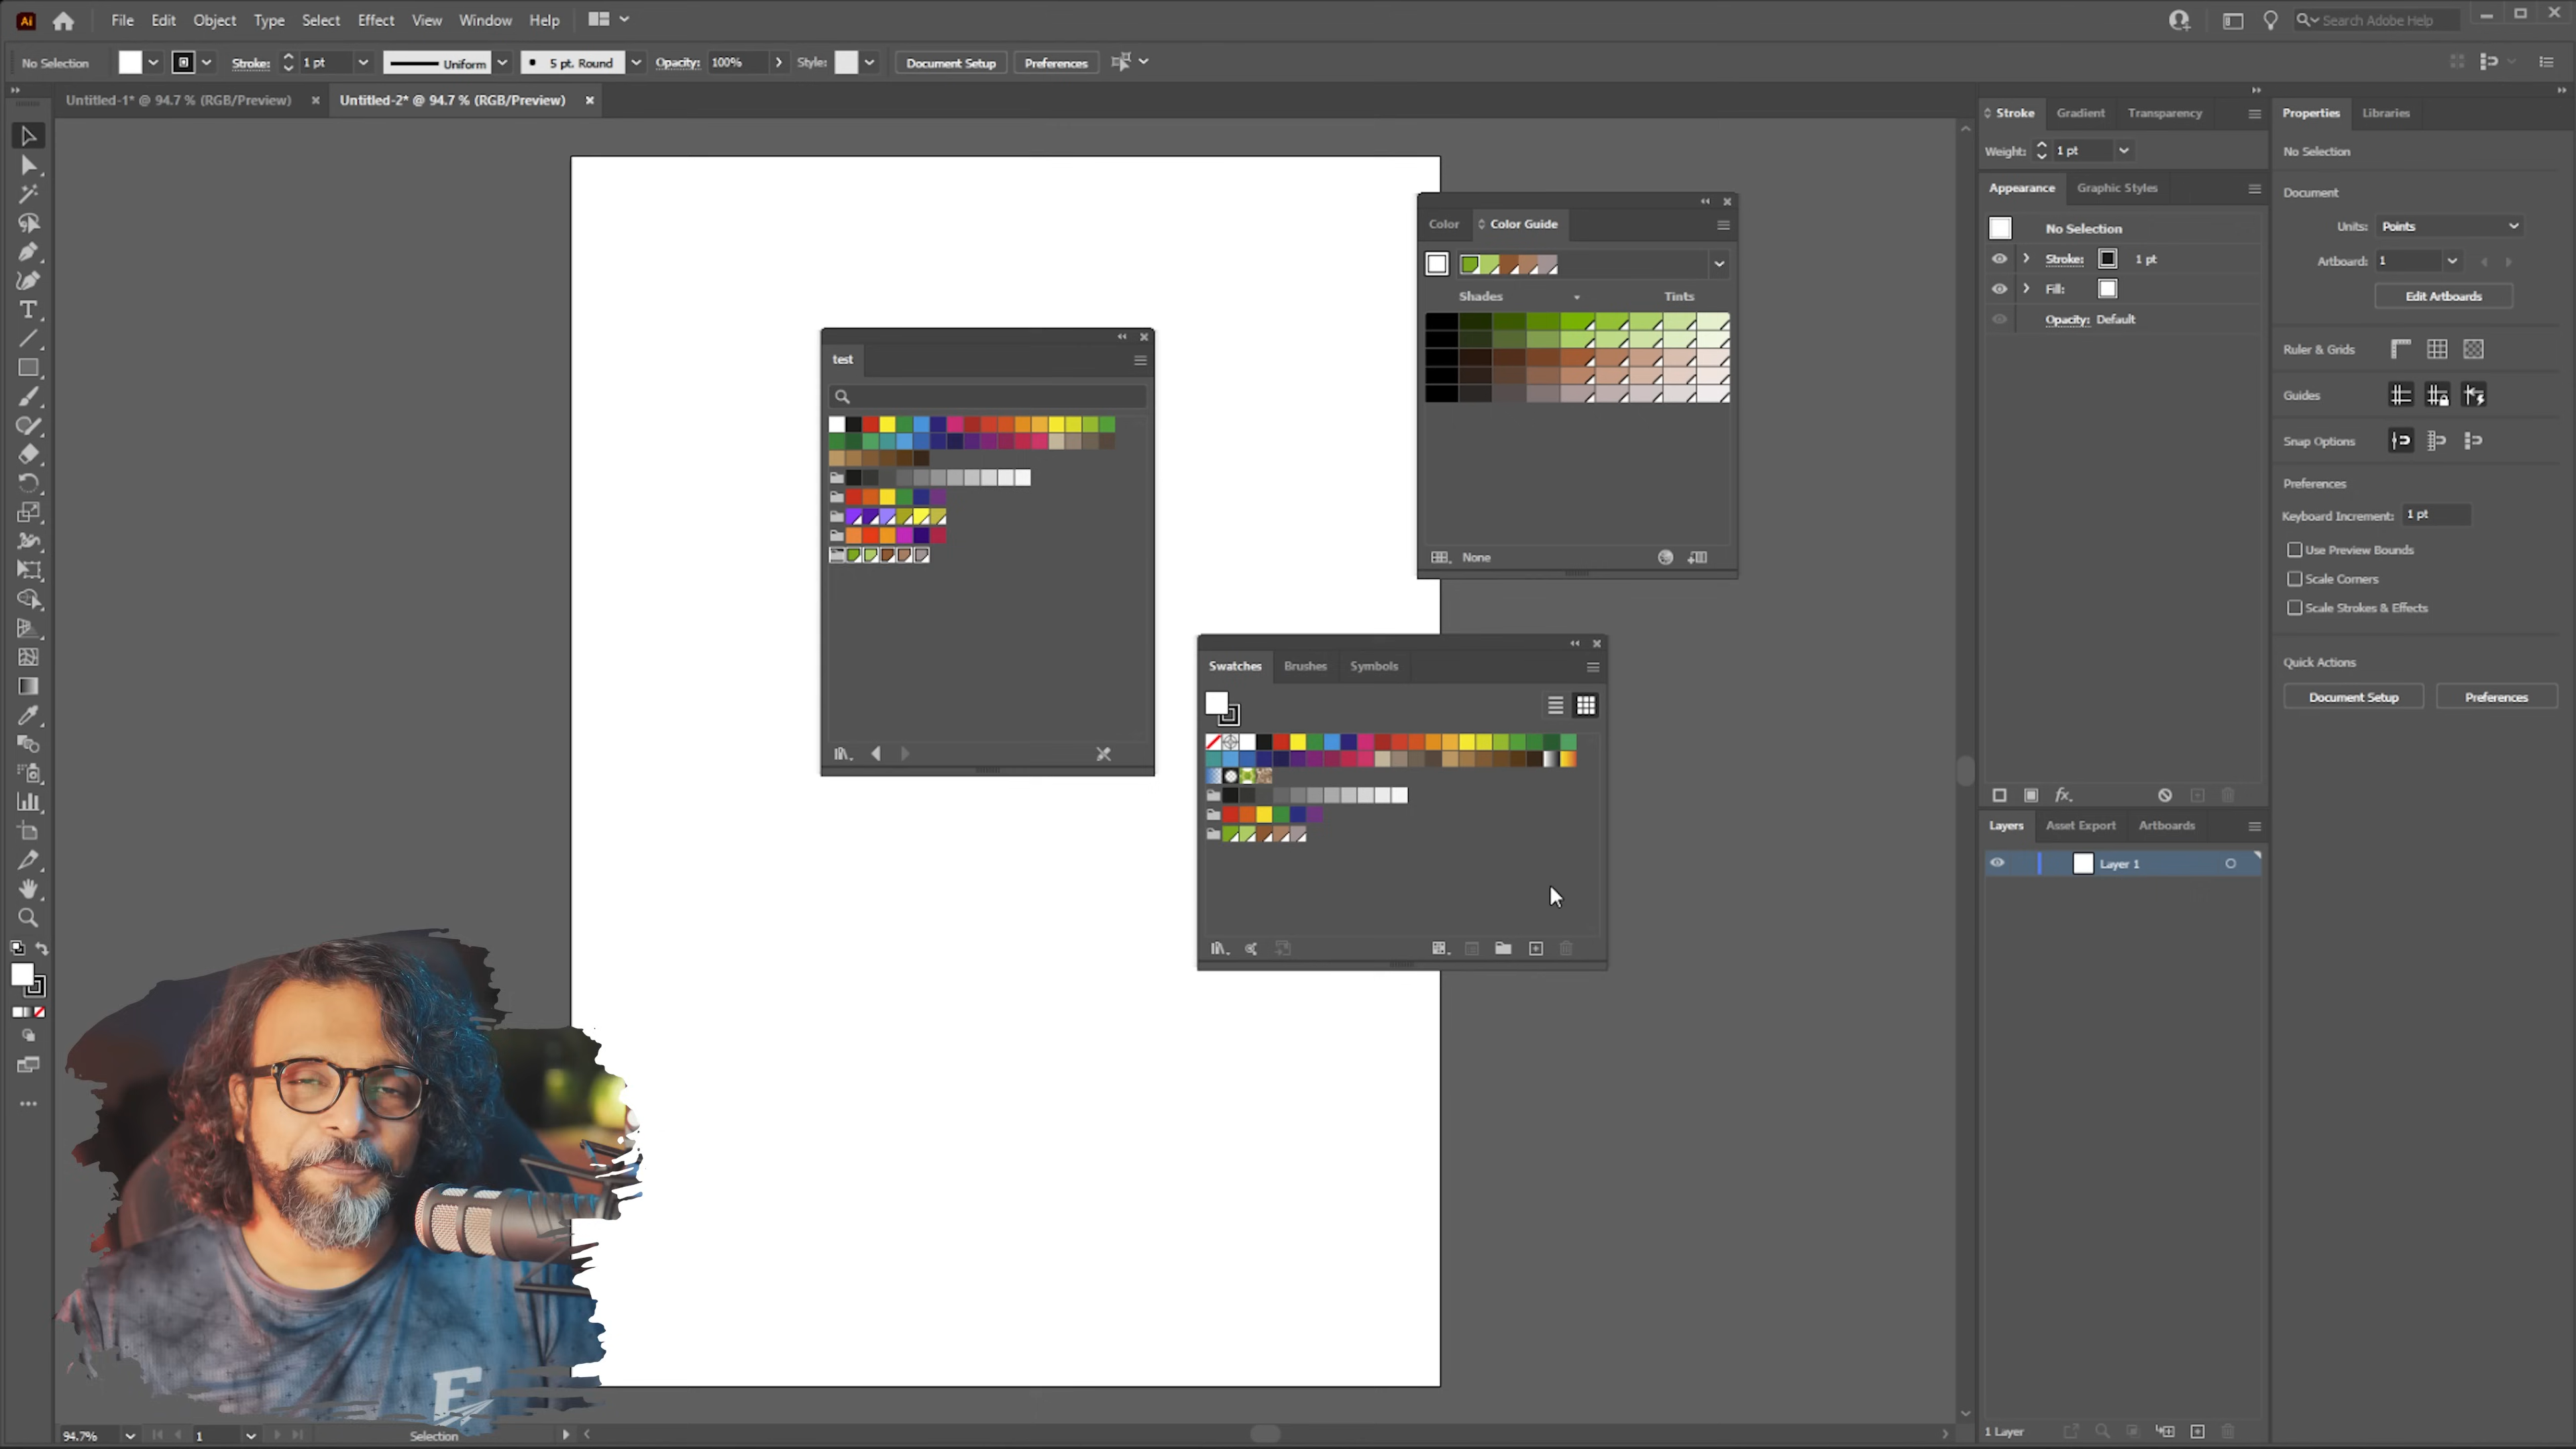 Ai File Edit Object Type Select Effect View Window Help Search Adobe Help
No Selection Stroke: 1 pt Uniform 5 pt. Round Opacity: 100% Style: Document Setup Preferences
Untitled-1* @ 94.7 % (RGB/Preview) Untitled-2* @ 94.7 % (RGB/Preview)
Stroke Gradient Transparency
Weight: 1 pt
Appearance Graphic Styles
No Selection
Stroke: 1 pt
Fill:
Opacity: Default
fx
Layers Asset Export Artboards
Layer 1
1 Layer
Properties Libraries
No Selection
Document
Units: Points
Artboard: 1
Edit Artboards
Ruler & Grids
Guides
Snap Options
Preferences
Keyboard Increment: 1 pt
Use Preview Bounds
Scale Corners
Scale Strokes & Effects
Quick Actions
Document Setup Preferences
Color Color Guide
Shades Tints
None
test
Swatches Brushes Symbols
E
94.7% 1 Selection